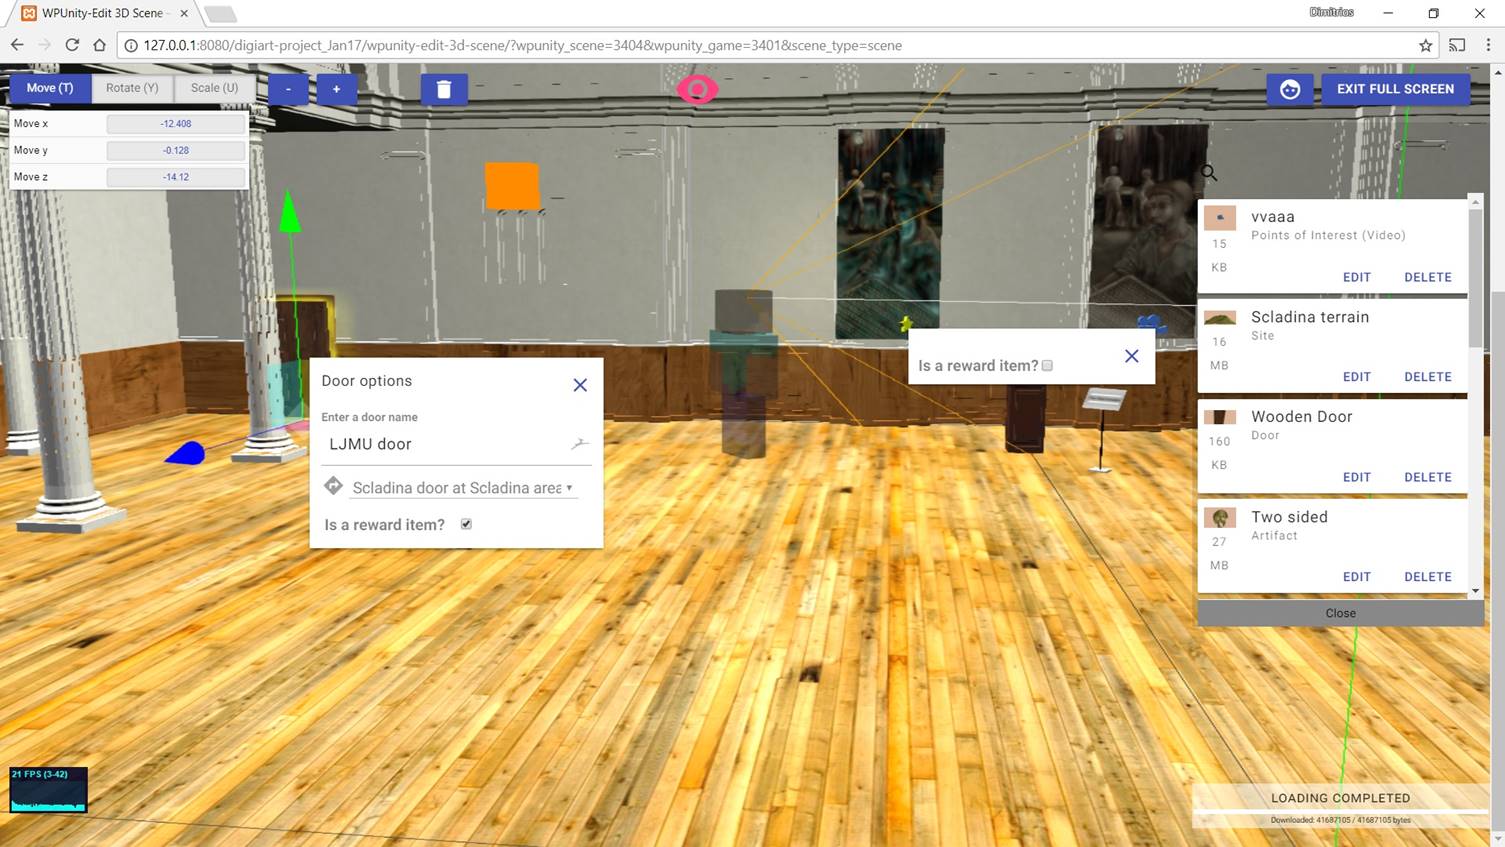 WPUnity-Edit 3D Scene -
Dimitrios
127.0.0.1:8080/digiart-project_Jan17/wpunity-edit-3d-scene/?wpunity_scene=3404&wpunity_game=3401&scene_type=scene
Move (T) Rotate (Y) Scale (U) - + EXIT FULL SCREEN
Move x -12.408
Move y -0.128
Move z -14.12
vvaaa
Points of Interest (Video)
15
KB
EDIT DELETE
Scladina terrain
Site
16
MB
EDIT DELETE
Wooden Door
Door
160
KB
EDIT DELETE
Two sided
Artifact
27
MB
EDIT DELETE
Close
Is a reward item?
Door options
Enter a door name
LJMU door
Scladina door at Scladina area
Is a reward item?
21 FPS (3-42)
LOADING COMPLETED
Downloaded: 41687105 / 41687105 bytes